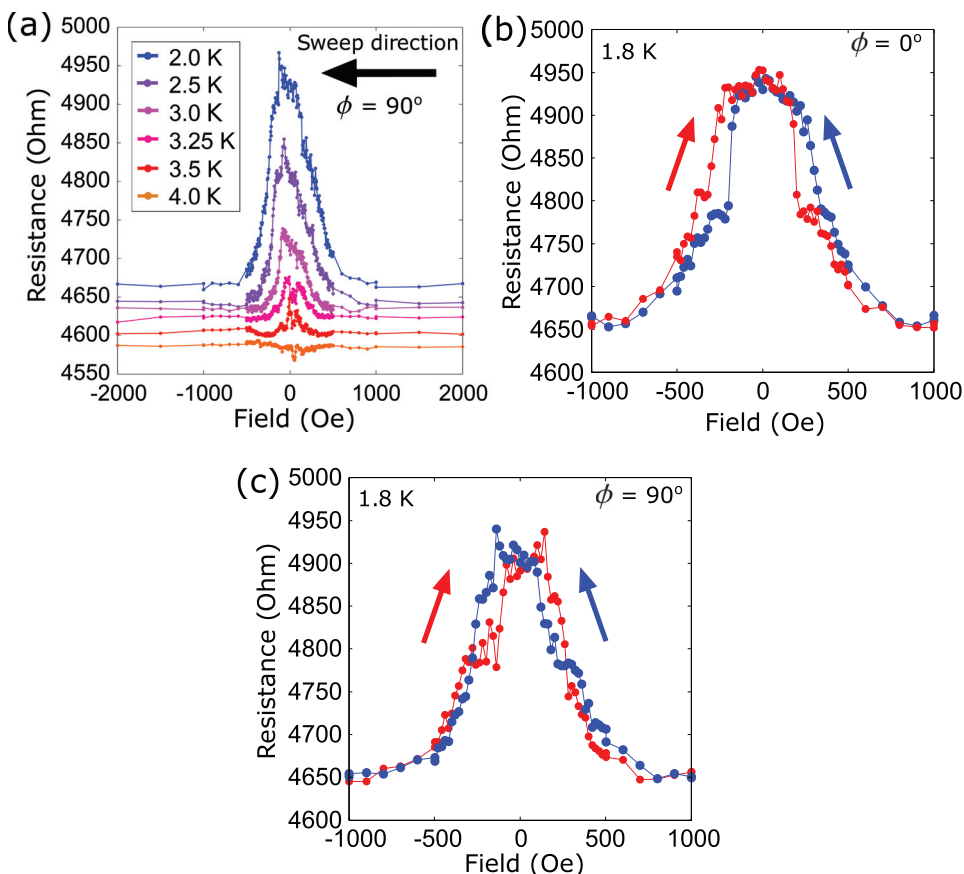 (a)
5000
4950
4900
4850
4800
4750
4700
4650
4600
4550
Resistance (Ohm)
2.0 K
2.5 K
3.0 K
3.25 K
3.5 K
4.0 K
Sweep direction
ϕ = 90°
-2000
-1000
0
1000
2000
Field (Oe)
(b)
1.8 K
ϕ = 0°
5000
4950
4900
4850
4800
4750
4700
4650
4600
Resistance (Ohm)
-1000
-500
0
500
1000
Field (Oe)
(c)
1.8 K
ϕ = 90°
5000
4950
4900
4850
4800
4750
4700
4650
4600
Resistance (Ohm)
-1000
-500
0
500
1000
Field (Oe)